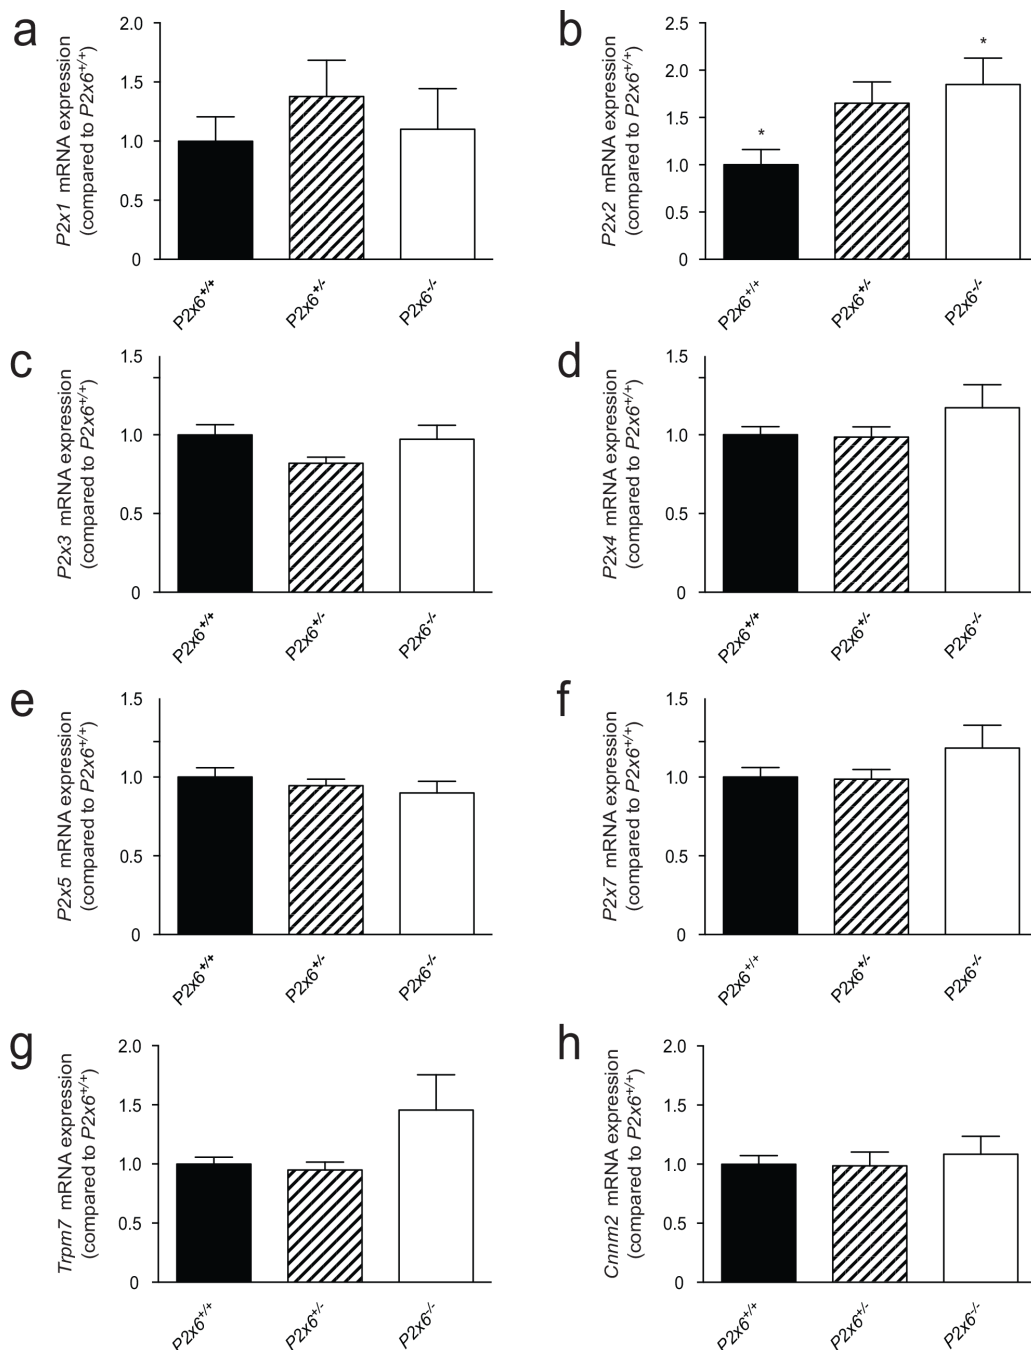 a
P2x1 mRNA expression
(compared to P2x6+/+)
2.0
1.5
1.0
0.5
0
P2x6+/+
P2x6+/-
P2x6-/-
b
P2x2 mRNA expression
(compared to P2x6+/+)
2.5
2.0
1.5
1.0
0.5
0
*
*
P2x6+/+
P2x6+/-
P2x6-/-
c
P2x3 mRNA expression
(compared to P2x6+/+)
1.5
1.0
0.5
0
P2x6+/+
P2x6+/-
P2x6-/-
d
P2x4 mRNA expression
(compared to P2x6+/+)
1.5
1.0
0.5
0
P2x6+/+
P2x6+/-
P2x6-/-
e
P2x5 mRNA expression
(compared to P2x6+/+)
1.5
1.0
0.5
0
P2x6+/+
P2x6+/-
P2x6-/-
f
P2x7 mRNA expression
(compared to P2x6+/+)
1.5
1.0
0.5
0
P2x6+/+
P2x6+/-
P2x6-/-
g
Trpm7 mRNA expression
(compared to P2x6+/+)
2.0
1.5
1.0
0.5
0
P2x6+/+
P2x6+/-
P2x6-/-
h
Cnnm2 mRNA expression
(compared to P2x6+/+)
2.0
1.5
1.0
0.5
0
P2x6+/+
P2x6+/-
P2x6-/-